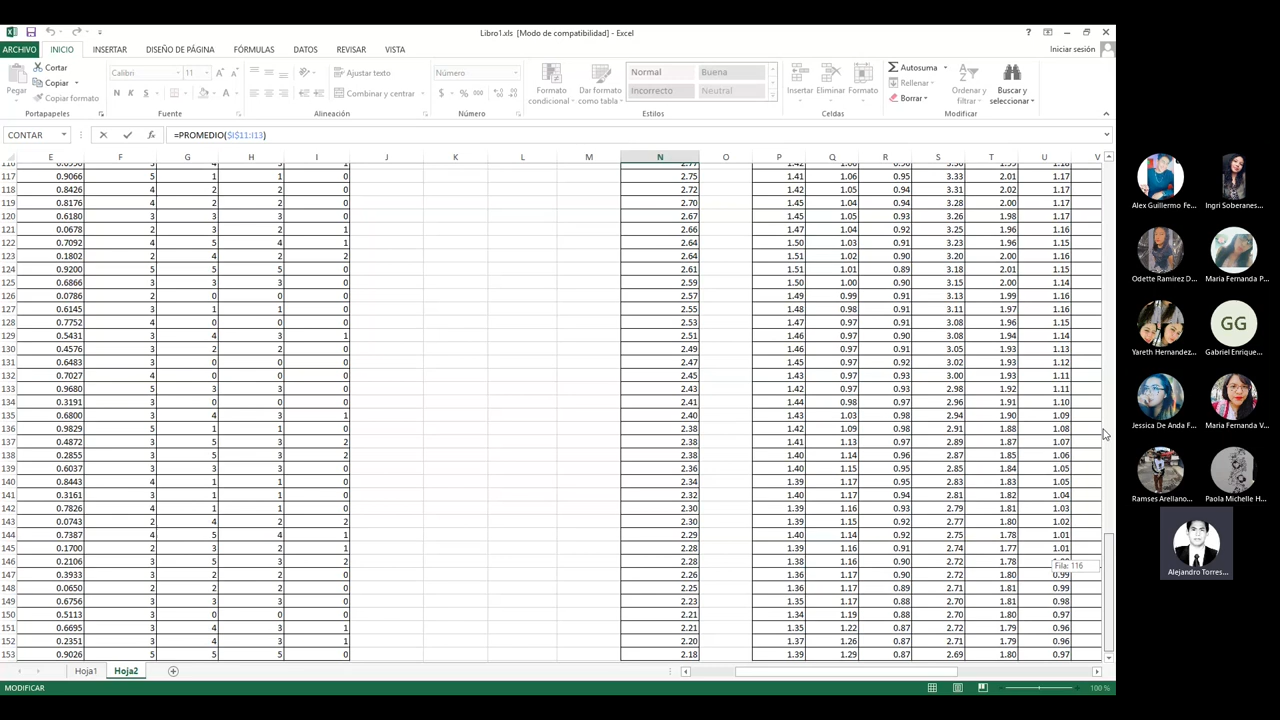 Libro1.xls [Modo de compatibilidad] - Excel
ARCHIVO INICIO INSERTAR DISEÑO DE PÁGINA FÓRMULAS DATOS REVISAR VISTA Iniciar sesión
Pegar Cortar Copiar Copiar formato Portapapeles
Calibri 11 N K S A Fuente
Ajustar texto Combinar y centrar Alineación
Número $ % 000 Número
Formato condicional Dar formato como tabla Normal Buena Incorrecto Neutral Estilos
Insertar Eliminar Formato Celdas
Autosuma Rellenar Borrar Ordenar y filtrar Buscar y seleccionar Modificar
CONTAR fx =PROMEDIO($I$11:I13)
E F G H I J K L M N O P Q R S T U V
117 0.9066 5 1 1 0 2.75 1.41 1.06 0.95 3.33 2.01 1.17
118 0.8426 4 2 2 0 2.72 1.42 1.05 0.94 3.31 2.02 1.17
119 0.8176 4 2 2 0 2.70 1.45 1.04 0.94 3.28 2.00 1.17
120 0.6180 3 3 3 0 2.67 1.45 1.05 0.93 3.26 1.98 1.17
121 0.0678 2 3 2 1 2.66 1.47 1.04 0.92 3.25 1.96 1.16
122 0.7092 4 5 4 1 2.64 1.50 1.03 0.91 3.23 1.96 1.15
123 0.1802 2 4 2 2 2.64 1.51 1.02 0.90 3.20 2.00 1.16
124 0.9200 5 5 5 0 2.61 1.51 1.01 0.89 3.18 2.01 1.15
125 0.6866 3 3 3 0 2.59 1.50 1.00 0.90 3.15 2.00 1.14
126 0.0786 2 0 0 0 2.57 1.49 0.99 0.91 3.13 1.99 1.16
127 0.6145 3 1 1 0 2.55 1.48 0.98 0.91 3.11 1.97 1.16
128 0.7752 4 0 0 0 2.53 1.47 0.97 0.92 3.08 1.96 1.15
129 0.5431 3 4 3 1 2.51 1.46 0.97 0.91 3.08 1.94 1.14
130 0.4576 3 2 2 0 2.49 1.46 0.97 0.91 3.05 1.93 1.13
131 0.6483 3 0 0 0 2.47 1.45 0.97 0.92 3.02 1.93 1.12
132 0.7027 4 0 0 0 2.45 1.43 0.97 0.93 3.00 1.93 1.11
133 0.9680 5 3 3 0 2.43 1.42 0.97 0.93 2.98 1.92 1.11
134 0.3191 3 0 0 0 2.41 1.44 0.98 0.97 2.96 1.91 1.10
135 0.6800 3 4 3 1 2.40 1.43 1.03 0.98 2.94 1.90 1.09
136 0.9829 5 1 1 0 2.38 1.42 1.09 0.98 2.91 1.88 1.08
137 0.4872 3 5 3 2 2.38 1.41 1.13 0.97 2.89 1.87 1.07
138 0.2855 3 5 3 2 2.38 1.40 1.14 0.96 2.87 1.85 1.06
139 0.6037 3 3 3 0 2.36 1.40 1.15 0.95 2.85 1.84 1.05
140 0.8443 4 1 1 0 2.34 1.39 1.17 0.95 2.83 1.83 1.05
141 0.3161 3 1 1 0 2.32 1.40 1.17 0.94 2.81 1.82 1.04
142 0.7826 4 1 1 0 2.30 1.39 1.16 0.93 2.79 1.81 1.03
143 0.0743 2 4 2 2 2.30 1.39 1.15 0.92 2.77 1.80 1.02
144 0.7387 4 5 4 1 2.29 1.40 1.14 0.92 2.75 1.78 1.01
145 0.1700 2 3 2 1 2.28 1.39 1.14 0.91 2.74 1.77 1.01
146 0.2106 3 5 3 2 2.28 1.38 1.16 0.90 2.72 1.78 Fila: 116
147 0.3933 3 2 2 0 2.26 1.36 1.17 0.90 2.72 1.80 0.99
148 0.0650 2 2 2 0 2.25 1.36 1.17 0.89 2.71 1.81 0.99
149 0.6756 3 3 3 0 2.23 1.35 1.17 0.88 2.70 1.81 0.98
150 0.5113 3 0 0 0 2.21 1.34 1.19 0.88 2.70 1.80 0.97
151 0.6695 3 4 3 1 2.21 1.35 1.22 0.87 2.72 1.79 0.96
152 0.2351 3 4 3 1 2.20 1.37 1.26 0.87 2.71 1.79 0.96
153 0.9026 5 5 5 0 2.18 1.39 1.29 0.87 2.69 1.80 0.97
Hoja1 Hoja2
MODIFICAR 100 %
Alex Guillermo Fe... Ingri Soberanes...
Odette Ramirez D... Maria Fernanda P...
Yareth Hernandez... GG Gabriel Enrique...
Jessica De Anda F... Maria Fernanda V...
Ramses Arellano... Paola Michelle H...
Alejandro Torres...